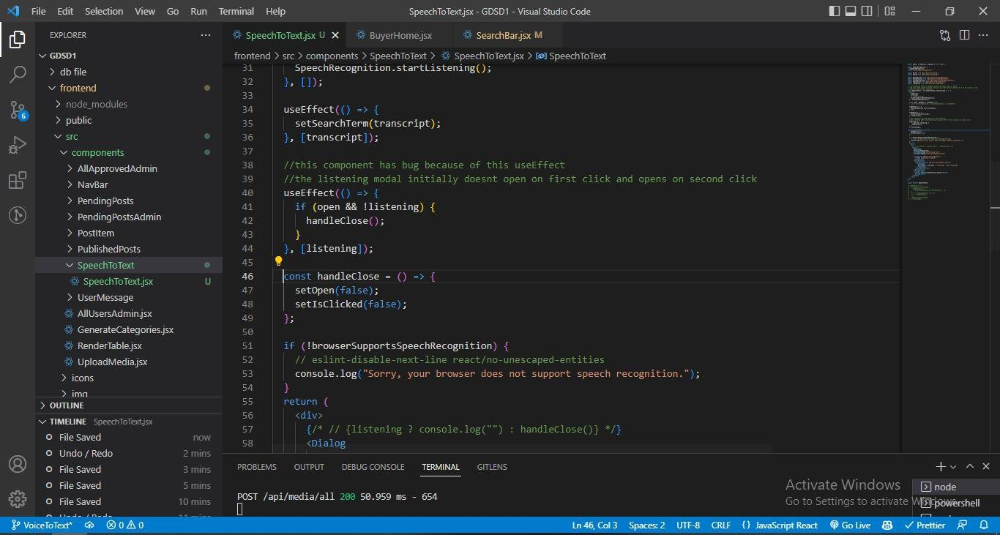 File Edit Selection View Go Run Terminal Help SpeechToText.jsx - GDSD1 - Visual Studio Code
EXPLORER
GDSD1
db file
frontend
node_modules
public
src
components
AllApprovedAdmin
NavBar
PendingPosts
PendingPostsAdmin
PostItem
PublishedPosts
SpeechToText
SpeechToText.jsx U
UserMessage
AllUsersAdmin.jsx
GenerateCategories.jsx
RenderTable.jsx
UploadMedia.jsx
icons
img
OUTLINE
TIMELINE SpeechToText.jsx
File Saved now
Undo / Redo 2 mins
File Saved 3 mins
File Saved 5 mins
File Saved 10 mins
Undo / Redo 11 mins
6
SpeechToText.jsx U BuyerHome.jsx SearchBar.jsx M
frontend > src > components > SpeechToText > SpeechToText.jsx > SpeechToText
31 SpeechRecognition.startListening();
32 }, []);
33
34 useEffect(() => {
35 setSearchTerm(transcript);
36 }, [transcript]);
37
38 //this component has bug because of this useEffect
39 //the listening modal initially doesnt open on first click and opens on second click
40 useEffect(() => {
41 if (open && !listening) {
42 handleClose();
43 }
44 }, [listening]);
45
46 const handleClose = () => {
47 setOpen(false);
48 setIsClicked(false);
49 };
50
51 if (!browserSupportsSpeechRecognition) {
52 // eslint-disable-next-line react/no-unescaped-entities
53 console.log("Sorry, your browser does not support speech recognition.");
54 }
55 return (
56 <div>
57 {/* // {listening ? console.log("") : handleClose()} */}
58 <Dialog
PROBLEMS OUTPUT DEBUG CONSOLE TERMINAL GITLENS
POST /api/media/all 200 50.959 ms - 654
node
powershell
Activate Windows
Go to Settings to activate Windows.
VoiceToText* 0 0 Ln 46, Col 3 Spaces: 2 UTF-8 CRLF {} JavaScript React Go Live Prettier